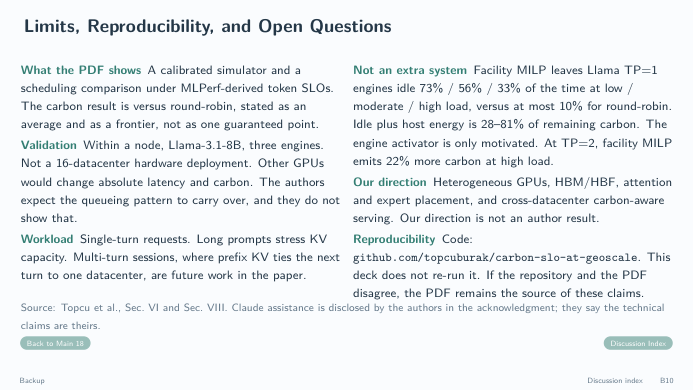 Limits, Reproducibility, and Open Questions
What the PDF shows A calibrated simulator and a
scheduling comparison under MLPerf-derived token SLOs.
The carbon result is versus round-robin, stated as an
average and as a frontier, not as one guaranteed point.
Validation Within a node, Llama-3.1-8B, three engines.
Not a 16-datacenter hardware deployment. Other GPUs
would change absolute latency and carbon. The authors
expect the queueing pattern to carry over, and they do not
show that.
Workload Single-turn requests. Long prompts stress KV
capacity. Multi-turn sessions, where prefix KV ties the next
turn to one datacenter, are future work in the paper.
Not an extra system Facility MILP leaves Llama TP=1
engines idle 73% / 56% / 33% of the time at low /
moderate / high load, versus at most 10% for round-robin.
Idle plus host energy is 28–81% of remaining carbon. The
engine activator is only motivated. At TP=2, facility MILP
emits 22% more carbon at high load.
Our direction Heterogeneous GPUs, HBM/HBF, attention
and expert placement, and cross-datacenter carbon-aware
serving. Our direction is not an author result.
Reproducibility Code:
github.com/topcuburak/carbon-slo-at-geoscale. This
deck does not re-run it. If the repository and the PDF
disagree, the PDF remains the source of these claims.
Source: Topcu et al., Sec. VI and Sec. VIII. Claude assistance is disclosed by the authors in the acknowledgment; they say the technical
claims are theirs.
Back to Main 18
Discussion Index
Backup
Discussion index B10